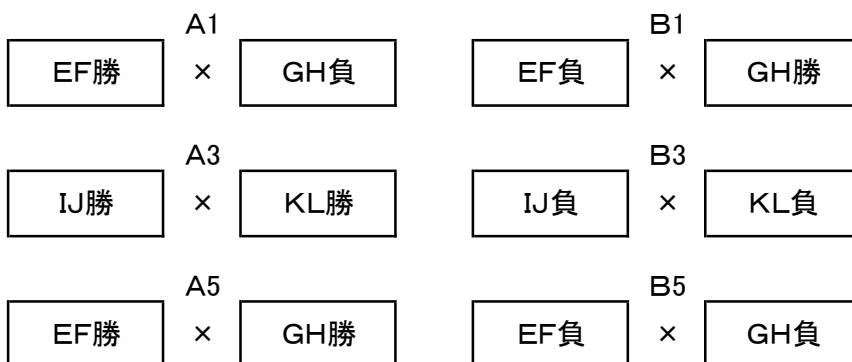 A1 B1
EF勝 × GH負 EF負 × GH勝
A3 B3
IJ勝 × KL勝 IJ負 × KL負
A5 B5
EF勝 × GH勝 EF負 × GH負